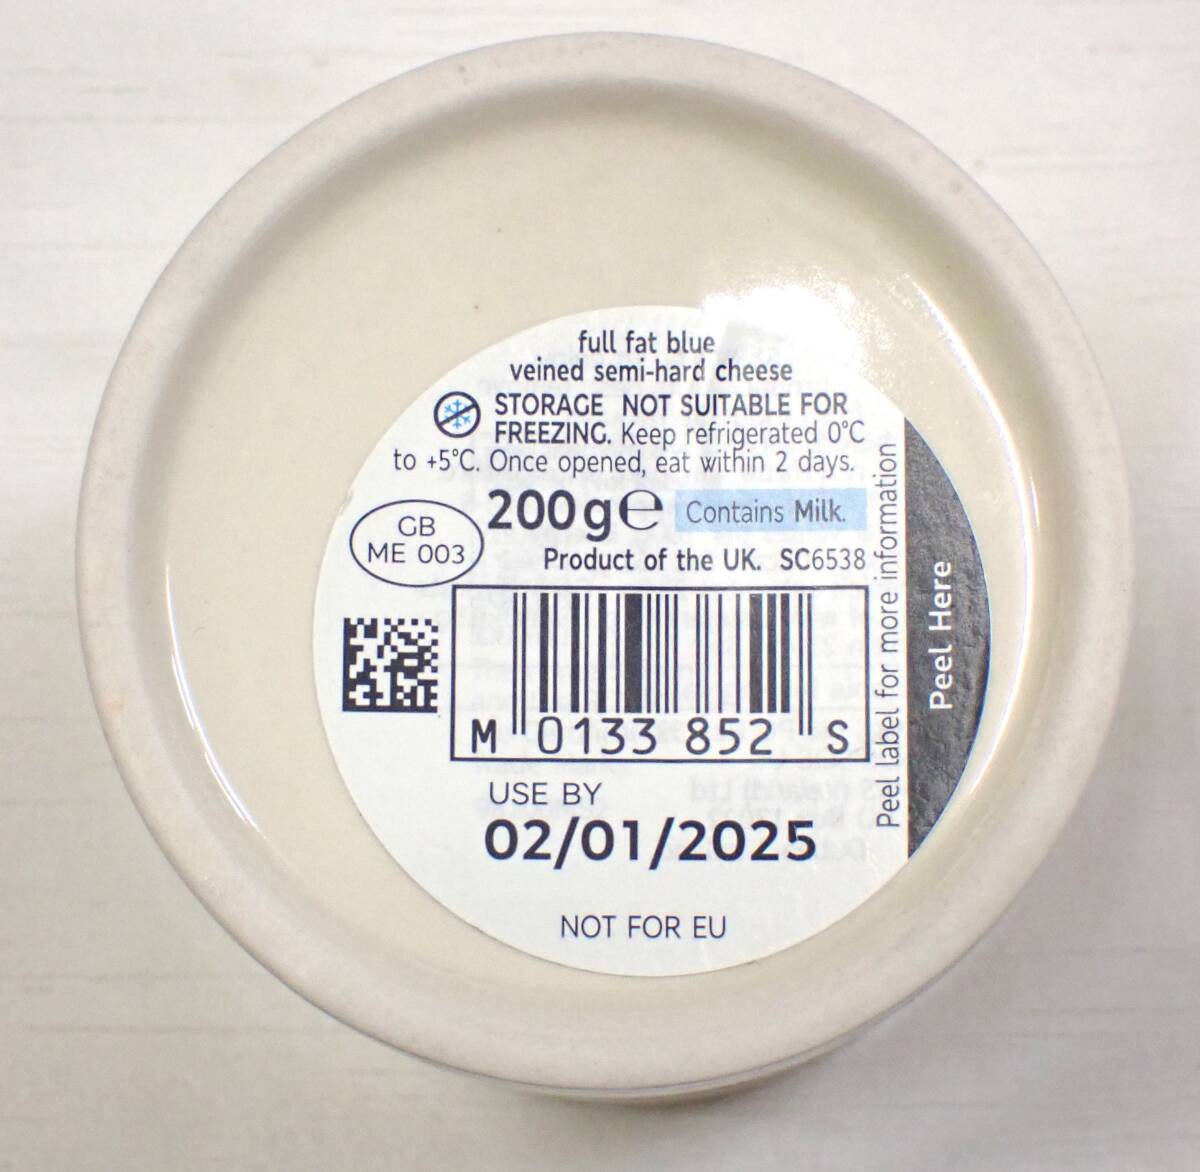 full fat blue
veined semi-hard cheese
STORAGE NOT SUITABLE FOR
FREEZING. Keep refrigerated 0°C
to +5°C. Once opened, eat within 2 days.
200g℮ Contains Milk.
GB
ME 003
Product of the UK. SC6538
M 0133 852 S
USE BY
02/01/2025
NOT FOR EU
Peel Label for more information
Peel Here